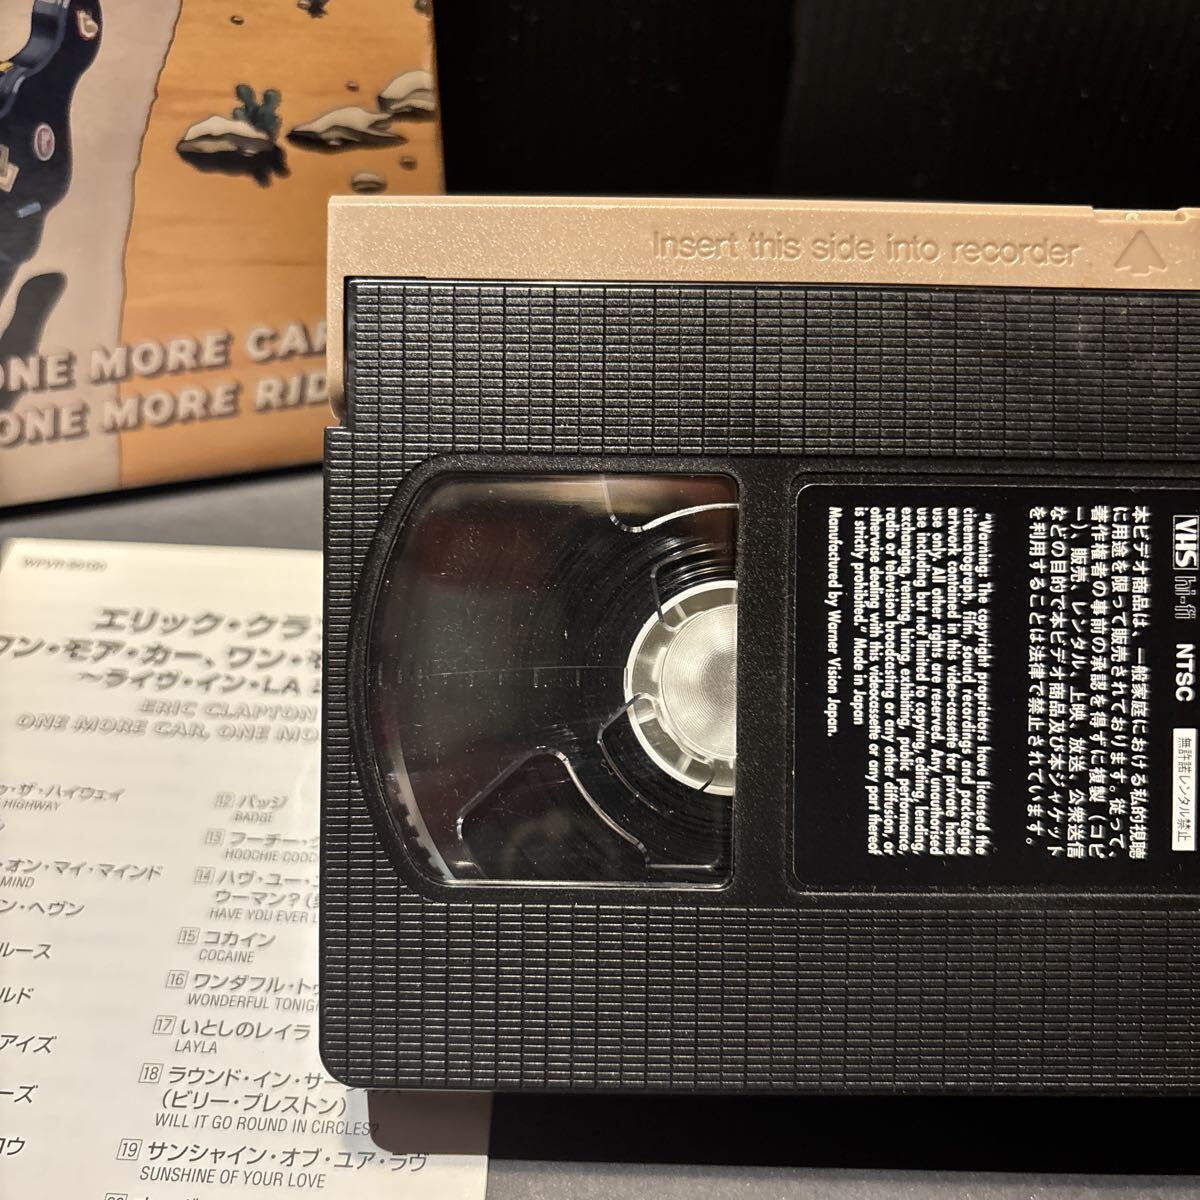 ONE MORE CAR
ONE MORE RID
Insert this side into recorder
"Warning: the copyright proprietors have licensed the
cinematograph, film, sound recordings and packaging
artwork contained in this video-cassette for private home
use only. All other rights are reserved. Any unauthorised
use including but not limited to copying, editing, lending,
exchanging, renting, hiring, exhibiting, public performance,
radio or television broadcasting or any other diffusion, or
otherwise dealing with this videocassette or any part thereof
is strictly prohibited." Made in Japan
Manufactured by Warner Vision Japan.
本ビデオ商品は、一般家庭における私的視聴
に用途を限って販売されております。従って、
著作権者の事前の承認を得ずに複製（コピ
ー）、販売、レンタル、上映、放送、公衆送信
などの目的で本ビデオ商品及び本ジャケット
を利用することは法律で禁止されています。
VHS hi-fi NTSC 無許諾レンタル禁止
WPVR-90160
エリック・クラ
ワン・モア・カー、ワン・モ
〜ライヴ・イン・LA
ERIC CLAPTON
ONE MORE CAR, ONE MO
ゥ・ザ・ハイウェイ
HIGHWAY
・オン・マイ・マインド
MIND
ン・ヘヴン
ルース
ルド
アイズ
ーズ
ロウ
12 バッジ
BADGE
13 フーチー・
HOOCHIE COOC
14 ハヴ・ユー・
ウーマン？
HAVE YOU EVER L
15 コカイン
COCAINE
16 ワンダフル・トゥ
WONDERFUL TONIG
17 いとしのレイラ
LAYLA
18 ラウンド・イン・サー
（ビリー・プレストン）
WILL IT GO ROUND IN CIRCLES?
19 サンシャイン・オブ・ユア・ラヴ
SUNSHINE OF YOUR LOVE
20